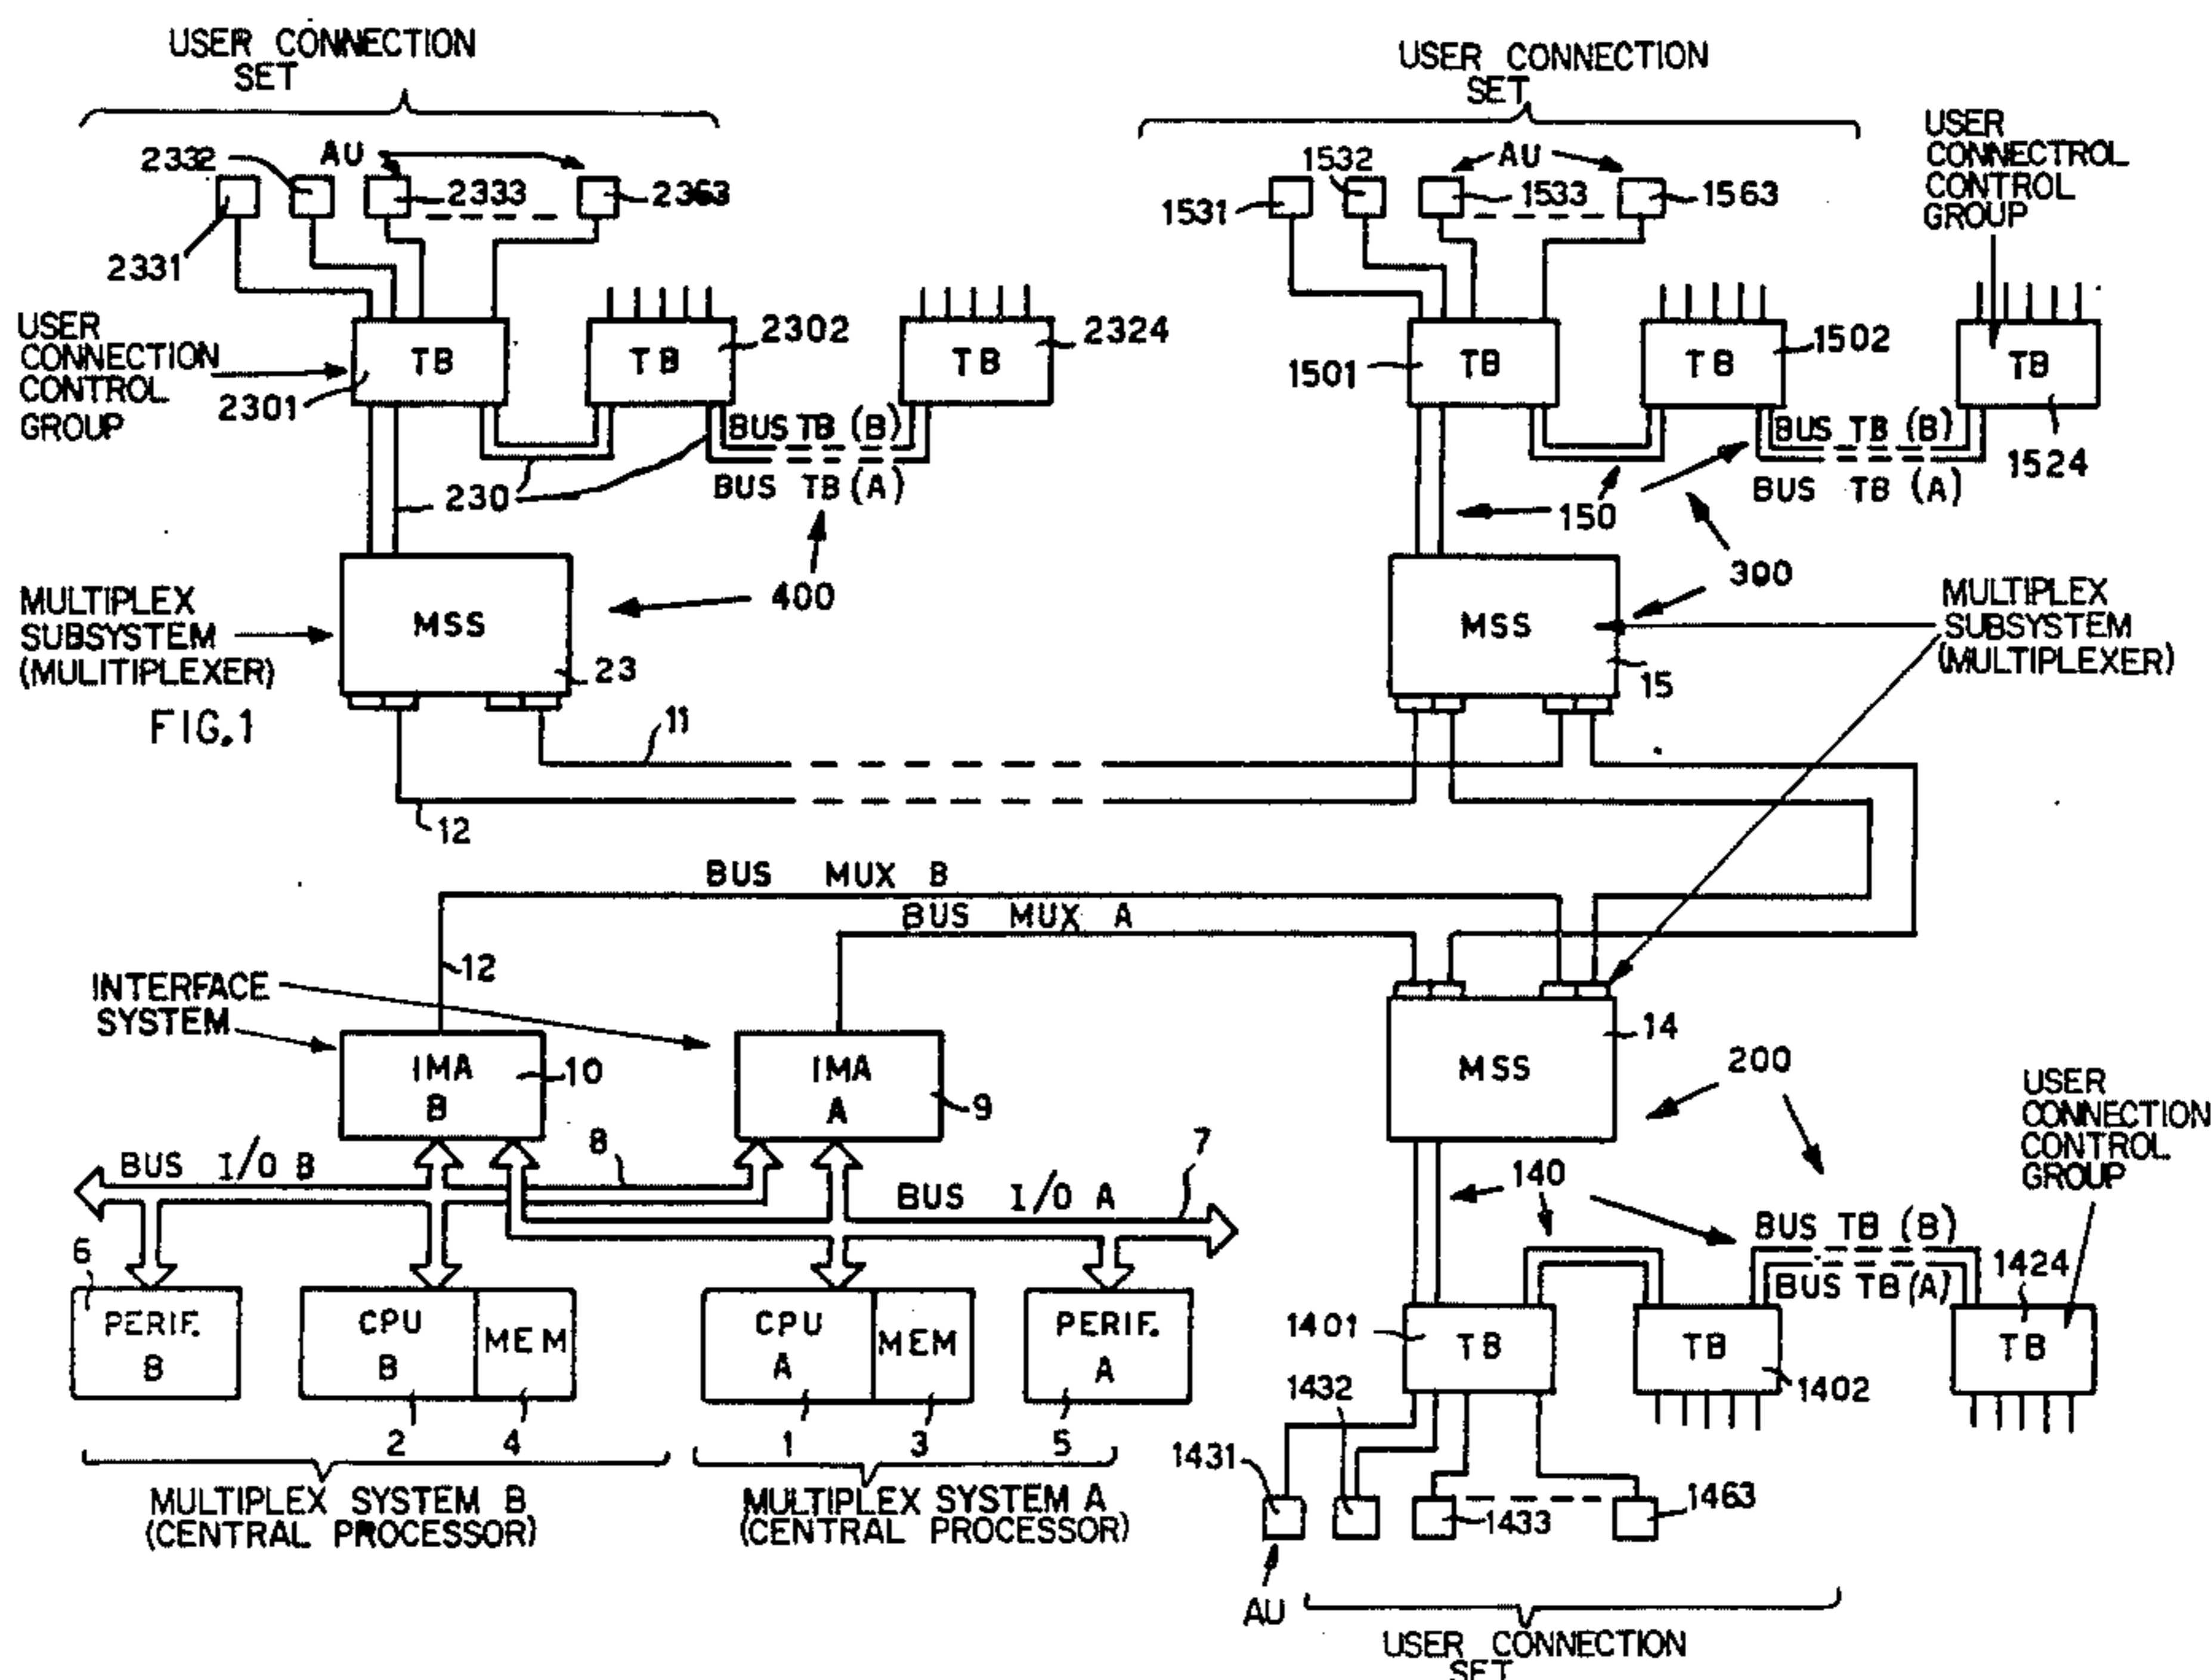 USER CONNECTION
SET
2332
AU
2333
2363
2331
USER
CONNECTION
CONTROL
GROUP
2301
TB
TB
2302
TB
2324
BUS TB (B)
BUS TB (A)
230
400
MULTIPLEX
SUBSYSTEM
(MULITIPLEXER)
MSS
23
FIG.1
11
12
USER CONNECTION
SET
1532
AU
1531
1533
1563
USER
CONNECTROL
CONTROL
GROUP
1501
TB
TB
1502
TB
1524
BUS TB (B)
BUS TB (A)
150
300
MSS
15
MULTIPLEX
SUBSYSTEM
(MULTIPLEXER)
BUS MUX B
BUS MUX A
12
INTERFACE
SYSTEM
IMA
B
10
IMA
A
9
8
7
BUS I/O B
BUS I/O A
6
PERIF.
B
CPU
B
MEM
CPU
A
MEM
PERIF.
A
2
4
1
3
5
MULTIPLEX SYSTEM B
(CENTRAL PROCESSOR)
MULTIPLEX SYSTEM A
(CENTRAL PROCESSOR)
14
MSS
200
USER
CONNECTION
CONTROL
GROUP
140
BUS TB (B)
BUS TB (A)
1424
1401
TB
TB
1402
TB
1432
1431
1433
1463
AU
USER CONNECTION
SET